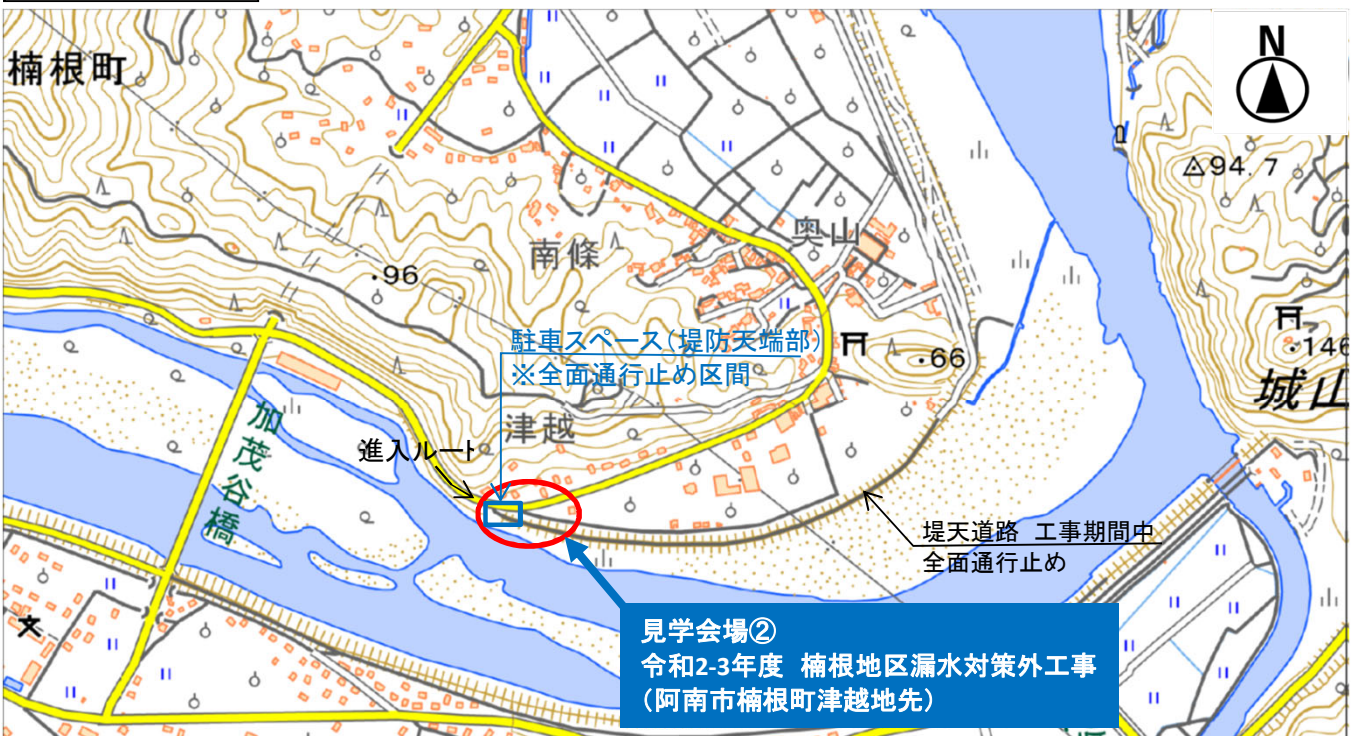 楠根町
N
94.7
奥山
南條
・96
駐車スペース(堤防天端部)
※全面通行止め区間
・66
・146
城山
加茂谷橋
進入ルート
津越
堤天道路 工事期間中
全面通行止め
見学会場②
令和2-3年度 楠根地区漏水対策外工事
(阿南市楠根町津越地先)